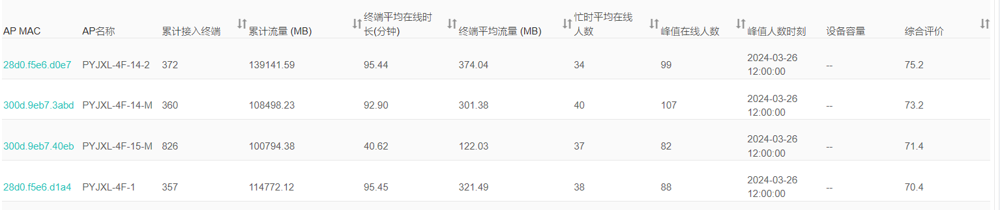 AP MAC AP名称 累计接入终端 累计流量 (MB) 终端平均在线时长(分钟) 终端平均流量 (MB) 忙时平均在线人数 峰值在线人数 峰值人数时刻 设备容量 综合评价
28d0.f5e6.d0e7 PYJXL-4F-14-2 372 139141.59 95.44 374.04 34 99 2024-03-26 12:00:00 -- 75.2
300d.9eb7.3abd PYJXL-4F-14-M 360 108498.23 92.90 301.38 40 107 2024-03-26 12:00:00 -- 73.2
300d.9eb7.40eb PYJXL-4F-15-M 826 100794.38 40.62 122.03 37 82 2024-03-26 12:00:00 -- 71.4
28d0.f5e6.d1a4 PYJXL-4F-1 357 114772.12 95.45 321.49 38 88 2024-03-26 12:00:00 -- 70.4